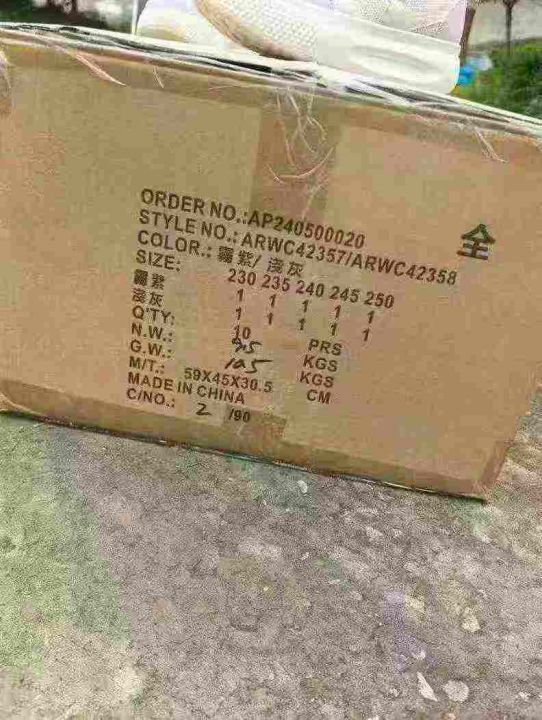 ORDER NO.:AP240500020
STYLE NO.: ARWC42357/ARWC42358
全
COLOR.: 霧紫/淺灰
SIZE: 230 235 240 245 250
霧紫 1 1 1 1 1
淺灰 1 1 1 1 1
Q'TY: 10 PRS
N.W.: 9.5 KGS
G.W.: 10.5 KGS
M/T.: 59X45X30.5 CM
MADE IN CHINA
C/NO.: 2 /90